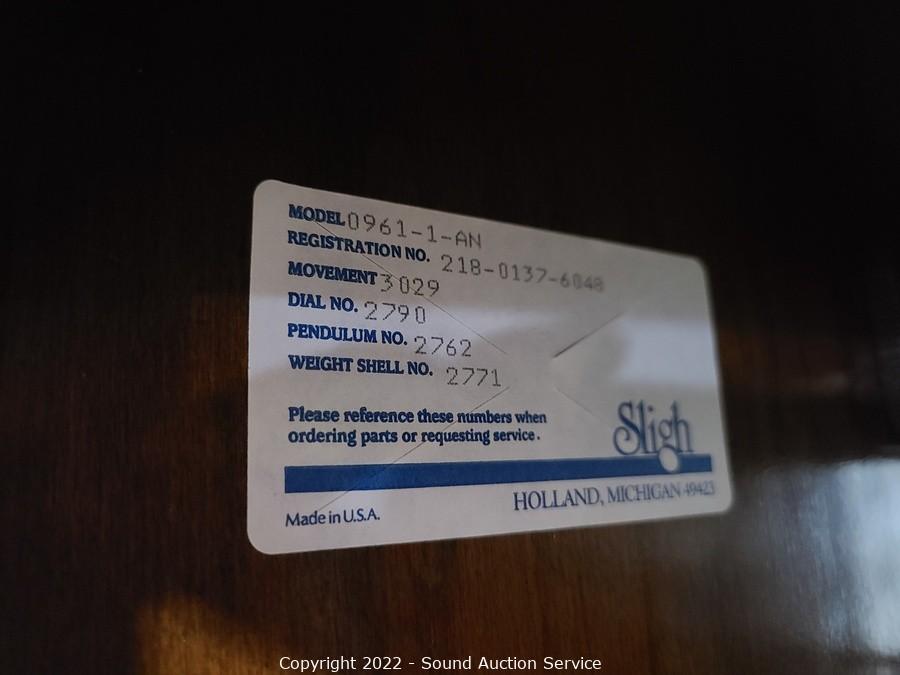 MODEL 0961-1-AN
REGISTRATION NO. 218-0137-6048
MOVEMENT 3029
DIAL NO. 2790
PENDULUM NO. 2762
WEIGHT SHELL NO. 2771
Please reference these numbers when
ordering parts or requesting service.
Sligh
HOLLAND, MICHIGAN 49423
Made in U.S.A.
Copyright 2022 - Sound Auction Service